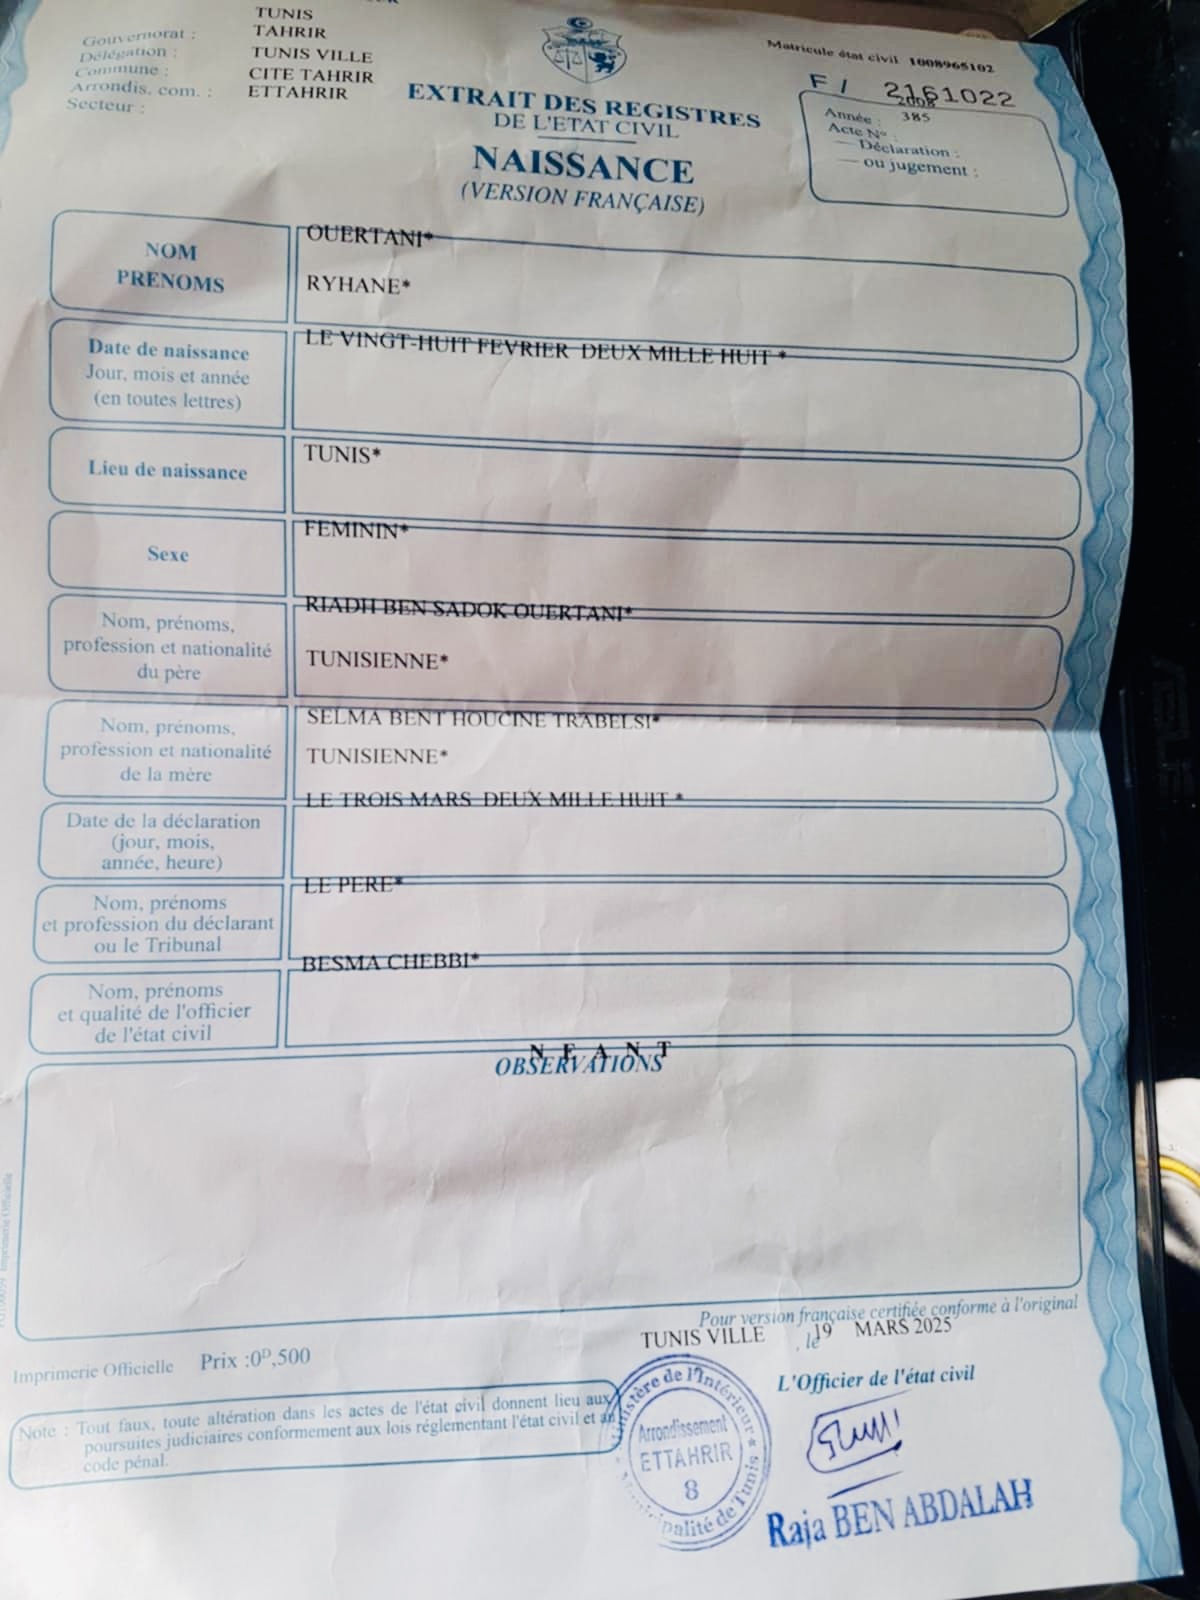 TUNIS
Gouvernorat : TAHRIR
Délégation : TUNIS VILLE
Commune : CITE TAHRIR
Arrondis. com. : ETTAHRIR
Secteur :
Matricule état civil 1008965102
F I 2161022
2008
Année : 385
Acte N° :
— Déclaration :
— ou jugement :
EXTRAIT DES REGISTRES
DE L'ETAT CIVIL
NAISSANCE
(VERSION FRANÇAISE)
NOM
PRENOMS
OUERTANI*
RYHANE*
Date de naissance
Jour, mois et année
(en toutes lettres)
LE VINGT-HUIT FEVRIER DEUX MILLE HUIT *
Lieu de naissance
TUNIS*
Sexe
FEMININ*
Nom, prénoms,
profession et nationalité
du père
RIADH BEN SADOK OUERTANI*
TUNISIENNE*
Nom, prénoms,
profession et nationalité
de la mère
SELMA BENT HOUCINE TRABELSI*
TUNISIENNE*
Date de la déclaration
(jour, mois,
année, heure)
LE TROIS MARS DEUX MILLE HUIT *
Nom, prénoms
et profession du déclarant
ou le Tribunal
LE PERE*
Nom, prénoms
et qualité de l'officier
de l'état civil
BESMA CHEBBI*
N E A N T
OBSERVATIONS
Pour version française certifiée conforme à l'original
TUNIS VILLE , le 19 MARS 2025
Imprimerie Officielle Prix :0ᴰ,500
L'Officier de l'état civil
Note : Tout faux, toute altération dans les actes de l'état civil donnent lieu aux
poursuites judiciaires conformement aux lois réglementant l'état civil et au
code pénal.
Ministère de l'Intérieur
Arrondissement
ETTAHRIR
8
Municipalité de Tunis
Raja BEN ABDALAH
Imprimerie Officielle